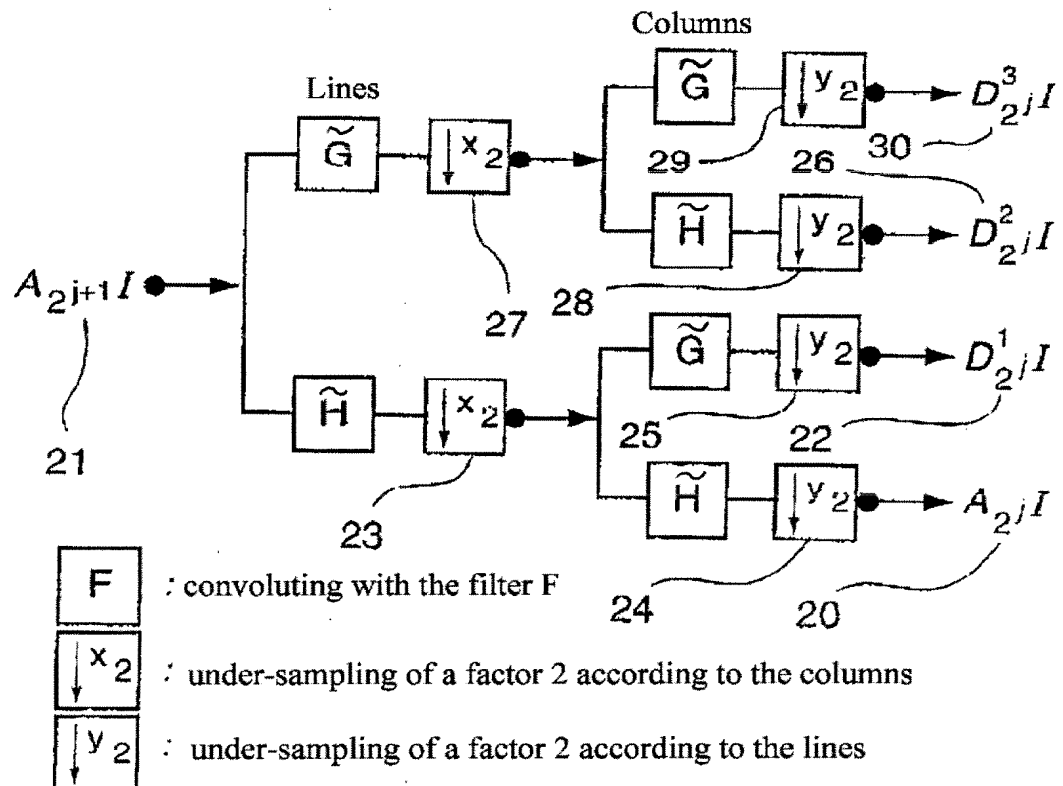 Columns
Lines
G̃ ↓y2 D³₂ʲI
G̃ ↓x2 29 30
26
H̃ ↓y2 D²₂ʲI
A₂ʲ⁺¹I 27 28
G̃ ↓y2 D¹₂ʲI
H̃ ↓x2 25 22
21
H̃ ↓y2 A₂ʲI
23
24 20
F : convoluting with the filter F
↓x2 : under-sampling of a factor 2 according to the columns
↓y2 : under-sampling of a factor 2 according to the lines